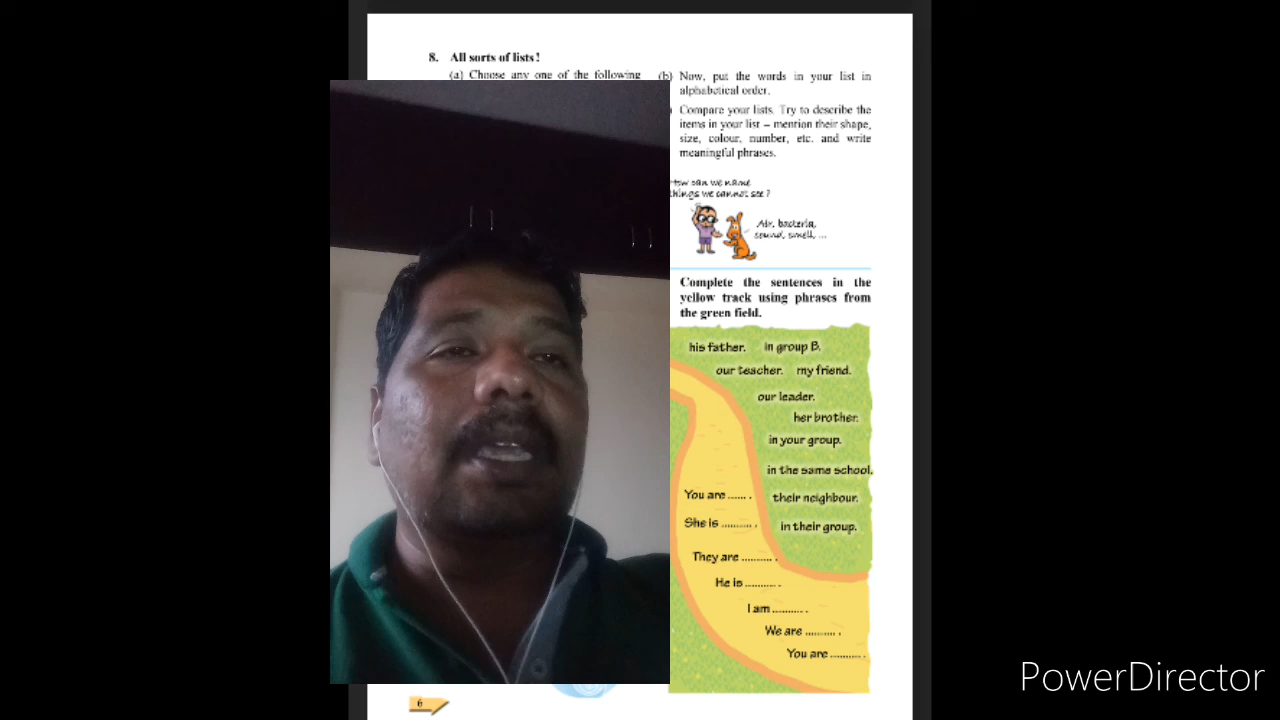 8. All sorts of lists!
(a) Choose any one of the following
(b) Now, put the words in your list in
alphabetical order.
Compare your lists. Try to describe the
items in your list – mention their shape,
size, colour, number, etc. and write
meaningful phrases.
How can we name
things we cannot see ?
Air, bacteria,
sound, smell, ...
Complete the sentences in the
yellow track using phrases from
the green field.
his father. in group B.
our teacher. my friend.
our leader.
her brother.
in your group.
in the same school.
their neighbour.
in their group.
You are ...... .
She is .......... .
They are .......... .
He is .......... .
I am .......... .
We are .......... .
You are .......... .
6
PowerDirector